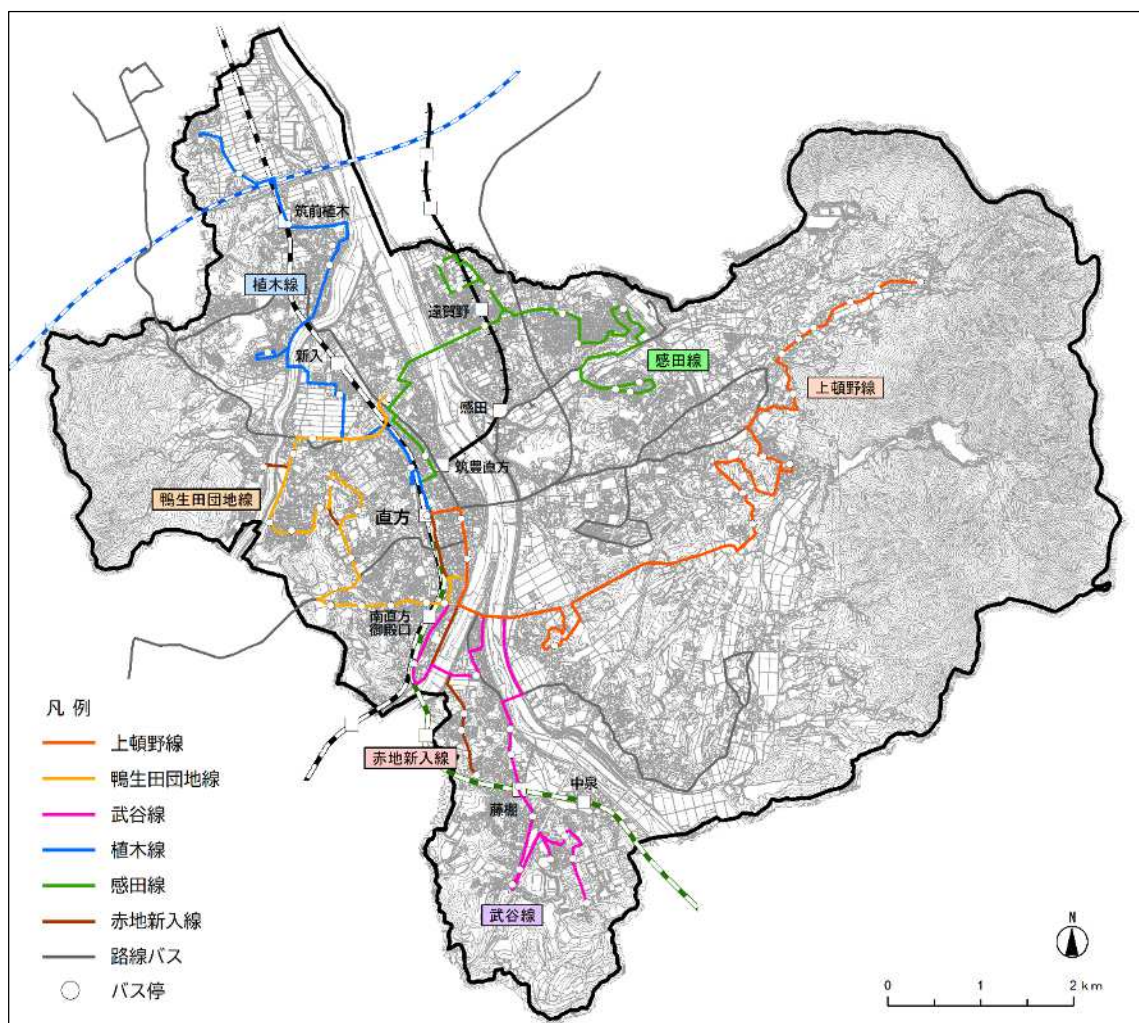 筑前植木
植木線
遠賀野
新入
感田線
上頓野線
感田
筑豊直方
鴨生田団地線
直方
南直方
御殿口
赤地新入線
中泉
藤棚
武谷線
凡 例
上頓野線
鴨生田団地線
武谷線
植木線
感田線
赤地新入線
路線バス
バス停
N
0 1 2 km